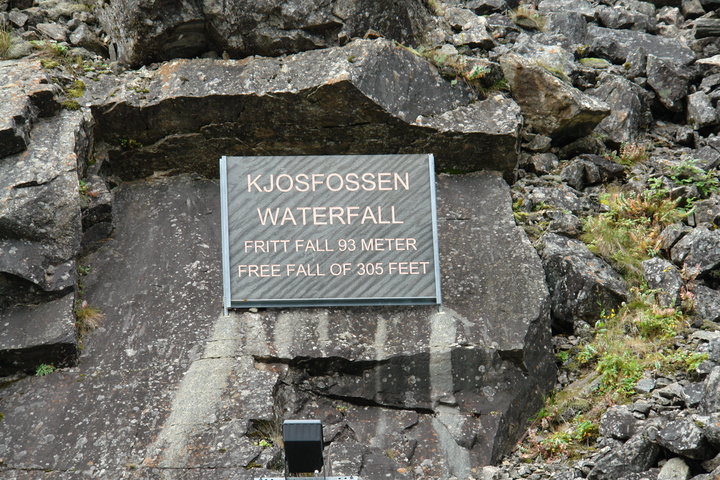 KJOSFOSSEN
WATERFALL
FRITT FALL 93 METER
FREE FALL OF 305 FEET